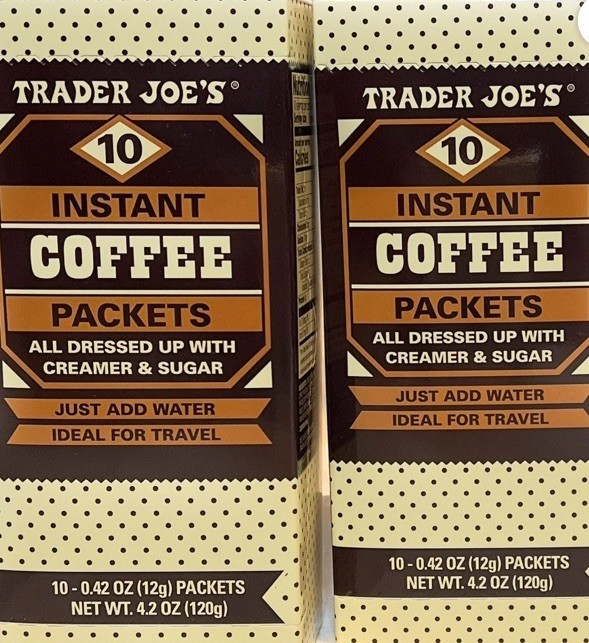 TRADER JOE'S®
10
INSTANT
COFFEE
PACKETS
ALL DRESSED UP WITH
CREAMER & SUGAR
JUST ADD WATER
IDEAL FOR TRAVEL
10 - 0.42 OZ (12g) PACKETS
NET WT. 4.2 OZ (120g)
TRADER JOE'S®
10
INSTANT
COFFEE
PACKETS
ALL DRESSED UP WITH
CREAMER & SUGAR
JUST ADD WATER
IDEAL FOR TRAVEL
10 - 0.42 OZ (12g) PACKETS
NET WT. 4.2 OZ (120g)